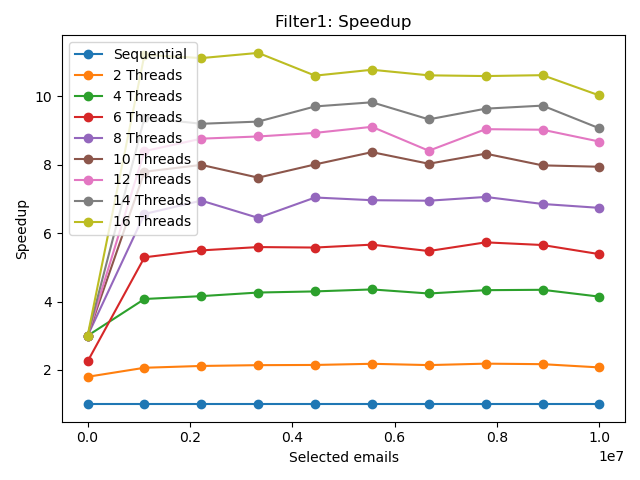 Filter1: Speedup
Sequential
2 Threads
4 Threads
6 Threads
8 Threads
10 Threads
12 Threads
14 Threads
16 Threads
Speedup
10
8
6
4
2
0.0 0.2 0.4 0.6 0.8 1.0
1e7
Selected emails